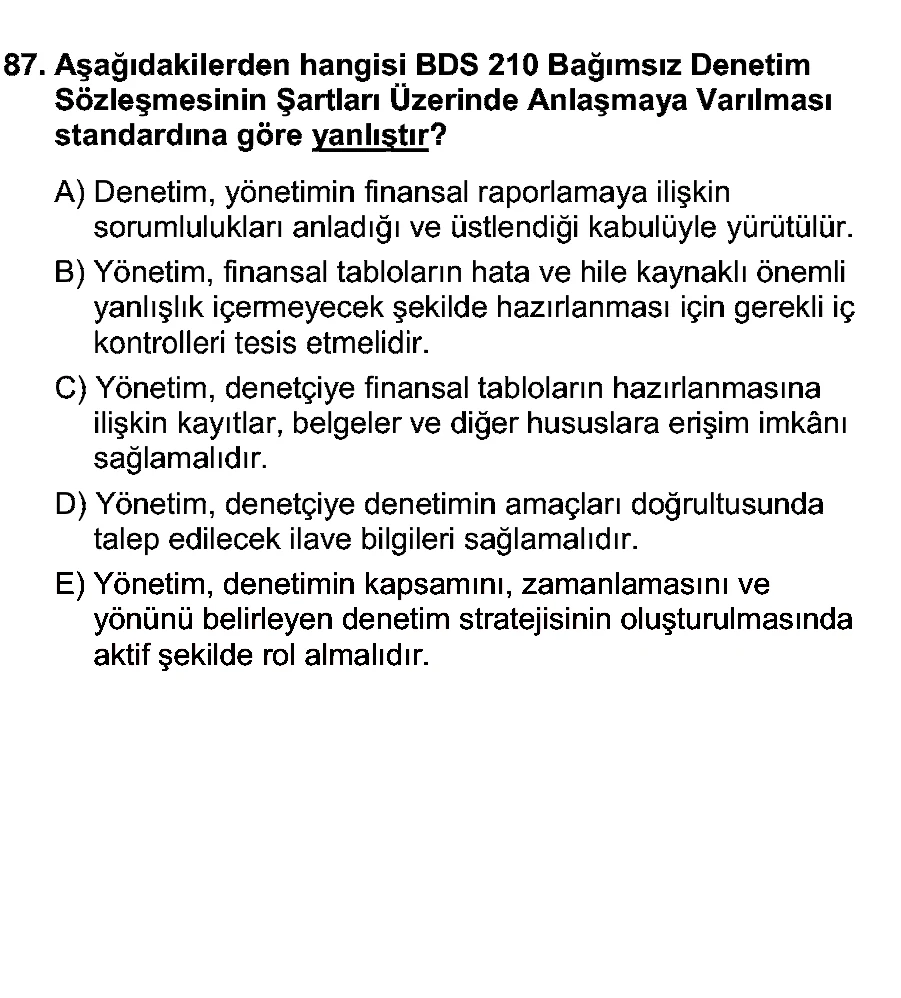 87. Aşağıdakilerden hangisi BDS 210 Bağımsız Denetim
Sözleşmesinin Şartları Üzerinde Anlaşmaya Varılması
standardına göre yanlıştır?
A) Denetim, yönetimin finansal raporlamaya ilişkin
sorumlulukları anladığı ve üstlendiği kabulüyle yürütülür.
B) Yönetim, finansal tabloların hata ve hile kaynaklı önemli
yanlışlık içermeyecek şekilde hazırlanması için gerekli iç
kontrolleri tesis etmelidir.
C) Yönetim, denetçiye finansal tabloların hazırlanmasına
ilişkin kayıtlar, belgeler ve diğer hususlara erişim imkânı
sağlamalıdır.
D) Yönetim, denetçiye denetimin amaçları doğrultusunda
talep edilecek ilave bilgileri sağlamalıdır.
E) Yönetim, denetimin kapsamını, zamanlamasını ve
yönünü belirleyen denetim stratejisinin oluşturulmasında
aktif şekilde rol almalıdır.